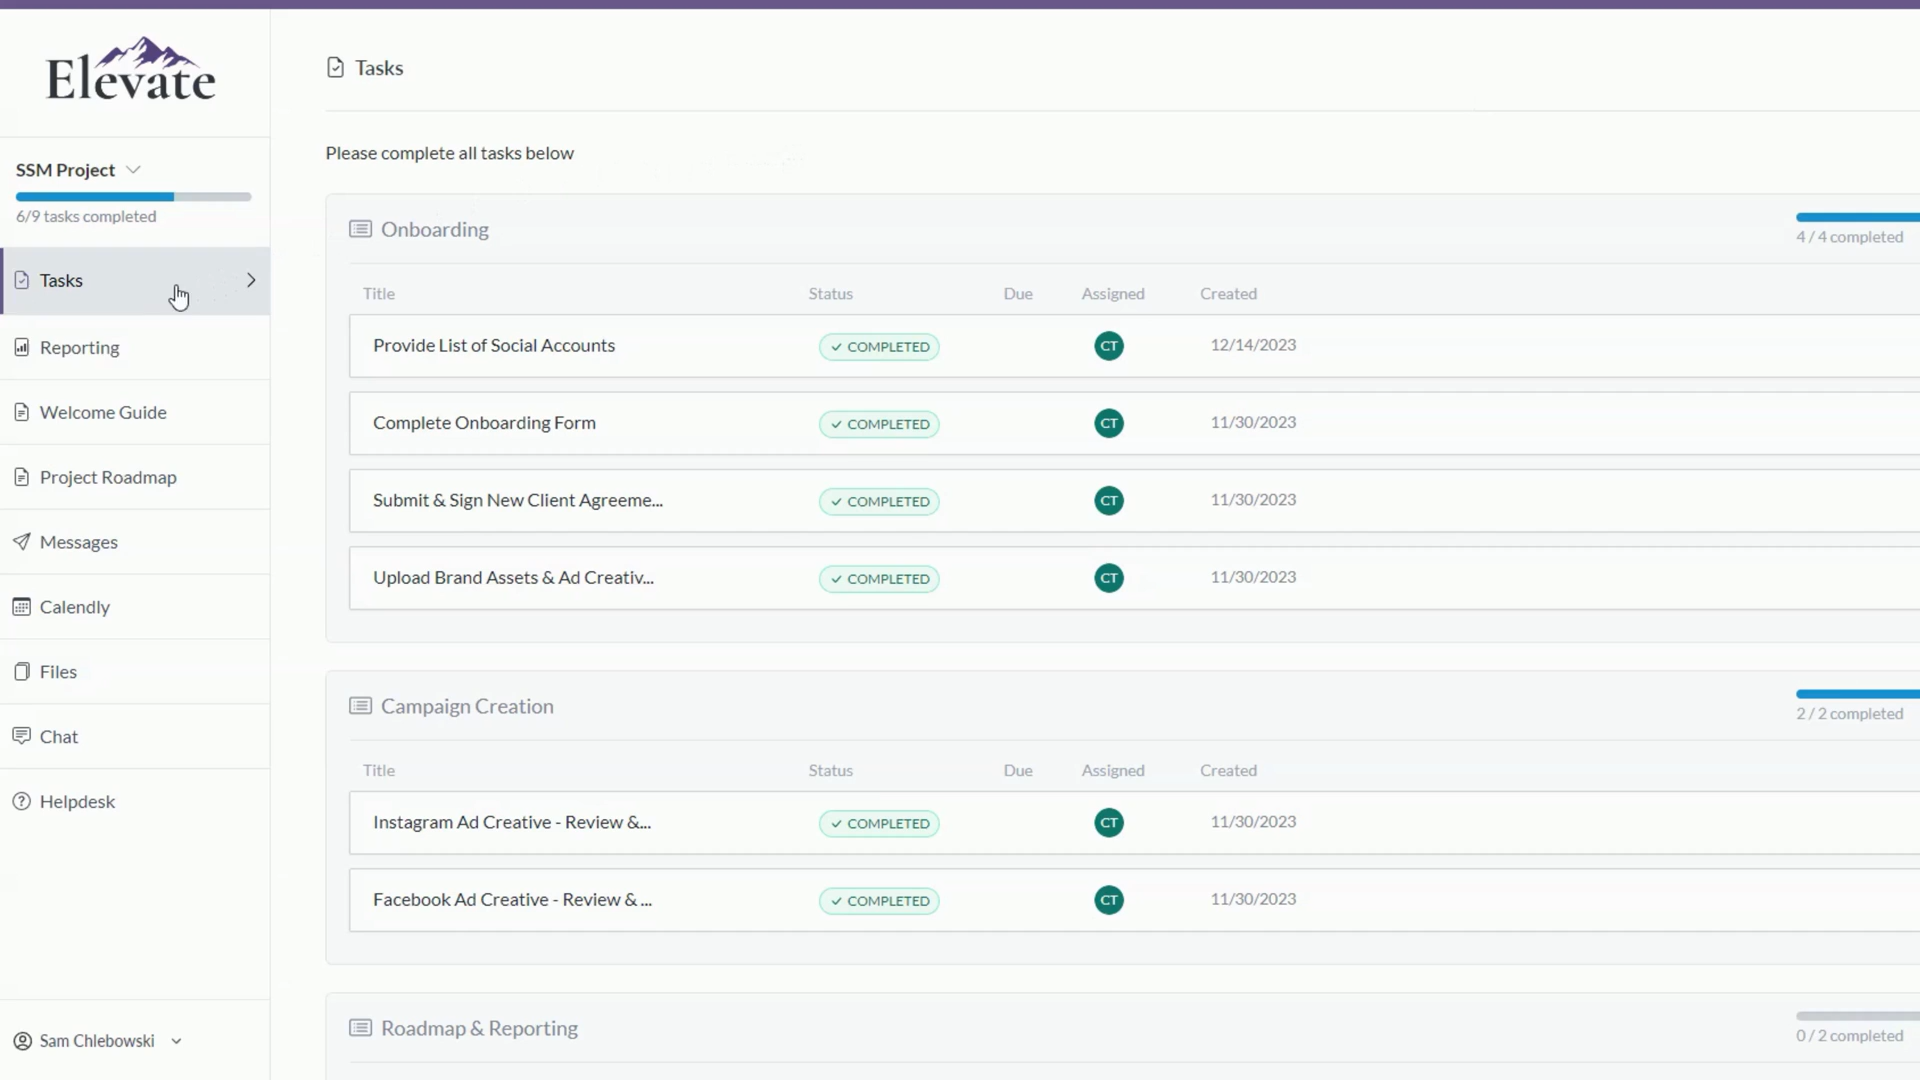 Elevate
SSM Project
6/9 tasks completed
Tasks
Reporting
Welcome Guide
Project Roadmap
Messages
Calendly
Files
Chat
Helpdesk
Sam Chlebowski
Tasks
Please complete all tasks below
Onboarding
4 / 4 completed
Title Status Due Assigned Created
Provide List of Social Accounts COMPLETED CT 12/14/2023
Complete Onboarding Form COMPLETED CT 11/30/2023
Submit & Sign New Client Agreeme... COMPLETED CT 11/30/2023
Upload Brand Assets & Ad Creativ... COMPLETED CT 11/30/2023
Campaign Creation
2 / 2 completed
Title Status Due Assigned Created
Instagram Ad Creative - Review &... COMPLETED CT 11/30/2023
Facebook Ad Creative - Review & ... COMPLETED CT 11/30/2023
Roadmap & Reporting
0 / 2 completed